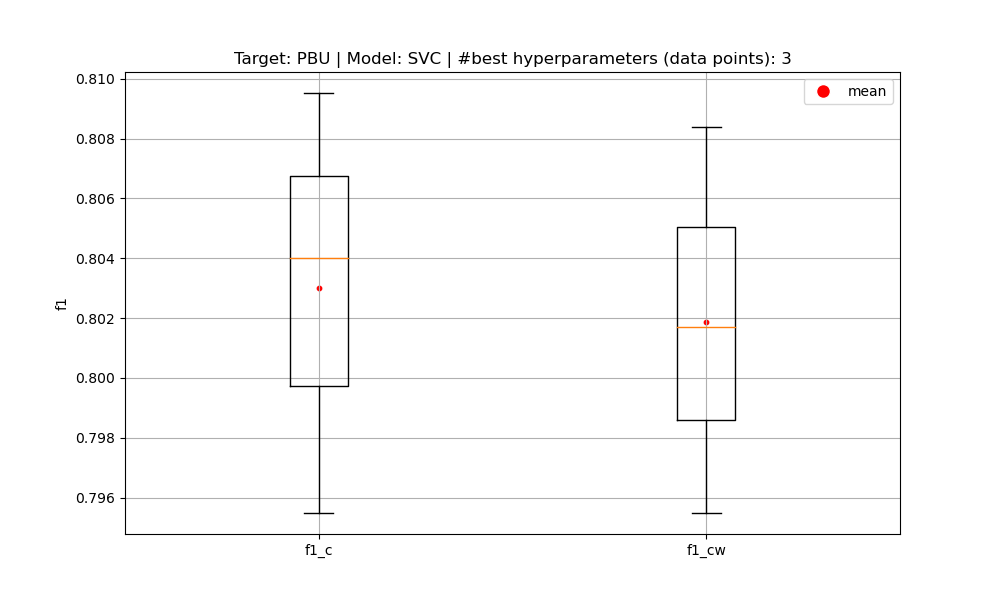 Target: PBU | Model: SVC | #best hyperparameters (data points): 3
mean
0.810
0.808
0.806
0.804
0.802
0.800
0.798
0.796
f1
f1_c
f1_cw